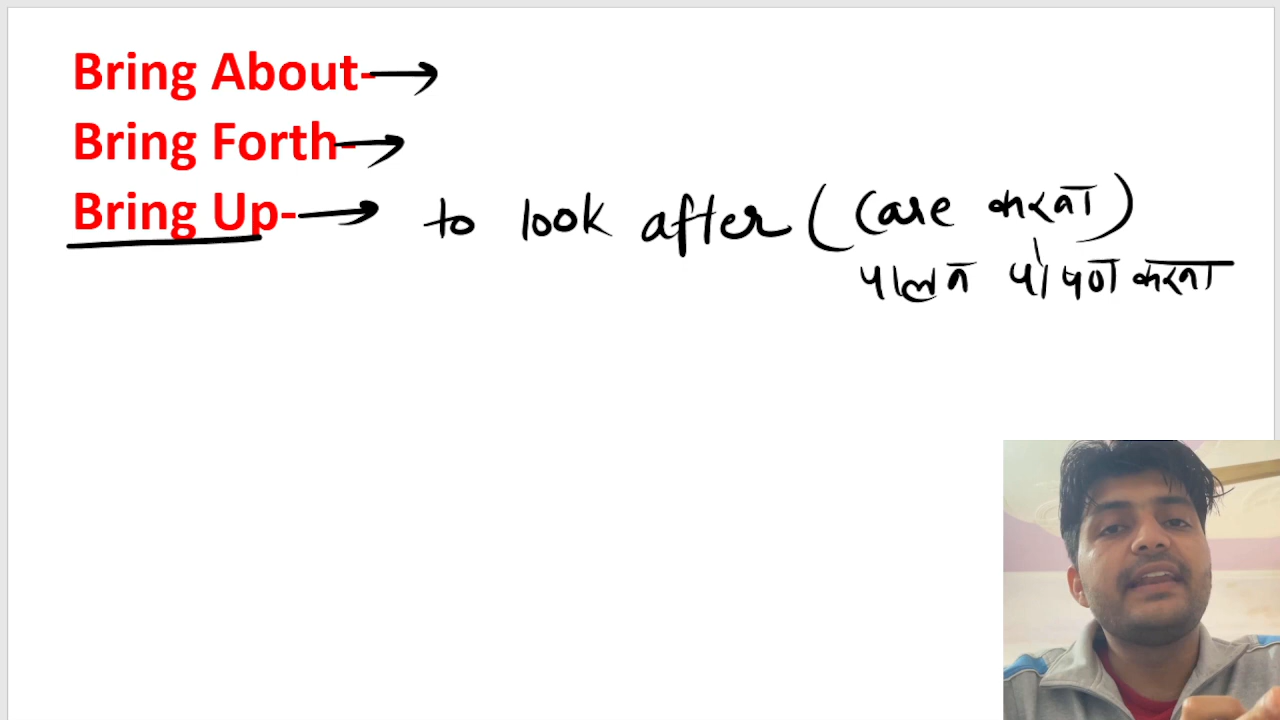 Bring About-→
Bring Forth-→
Bring Up-→ to look after (Care करना)
पालन पोषण करना